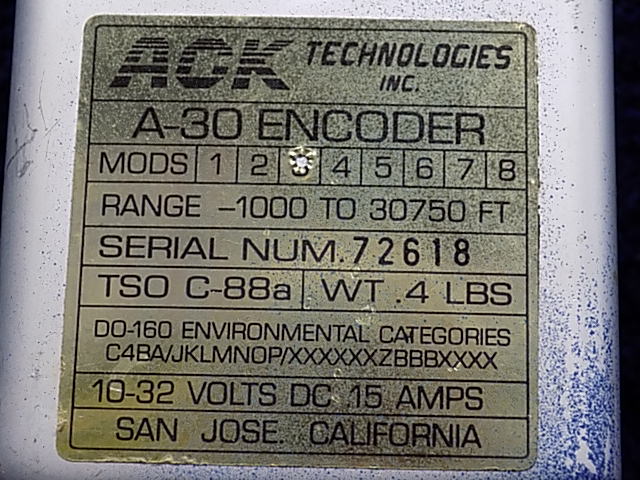 ACK TECHNOLOGIES INC.
A-30 ENCODER
MODS 1 2 4 5 6 7 8
RANGE -1000 TO 30750 FT
SERIAL NUM. 72618
TSO C-88a WT .4 LBS
DO-160 ENVIRONMENTAL CATEGORIES
C4BA/JKLMNOP/XXXXXXZBBBXXXX
10-32 VOLTS DC .15 AMPS
SAN JOSE. CALIFORNIA